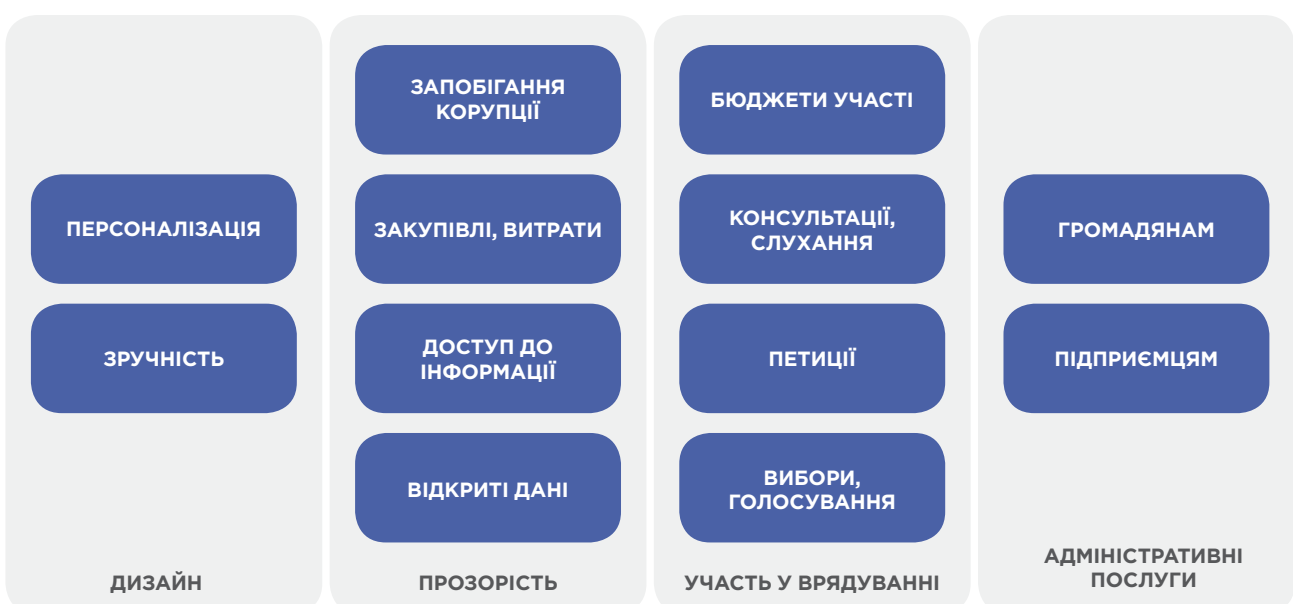 ПЕРСОНАЛІЗАЦІЯ
ЗРУЧНІСТЬ
ДИЗАЙН
ЗАПОБІГАННЯ
КОРУПЦІЇ
ЗАКУПІВЛІ, ВИТРАТИ
ДОСТУП ДО
ІНФОРМАЦІЇ
ВІДКРИТІ ДАНІ
ПРОЗОРІСТЬ
БЮДЖЕТИ УЧАСТІ
КОНСУЛЬТАЦІЇ,
СЛУХАННЯ
ПЕТИЦІЇ
ВИБОРИ,
ГОЛОСУВАННЯ
УЧАСТЬ У ВРЯДУВАННІ
ГРОМАДЯНАМ
ПІДПРИЄМЦЯМ
АДМІНІСТРАТИВНІ
ПОСЛУГИ